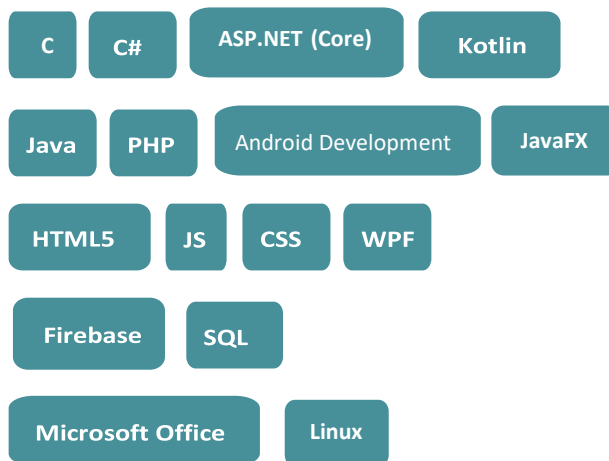 C C# ASP.NET (Core) Kotlin
Java PHP Android Development JavaFX
HTML5 JS CSS WPF
Firebase SQL
Microsoft Office Linux